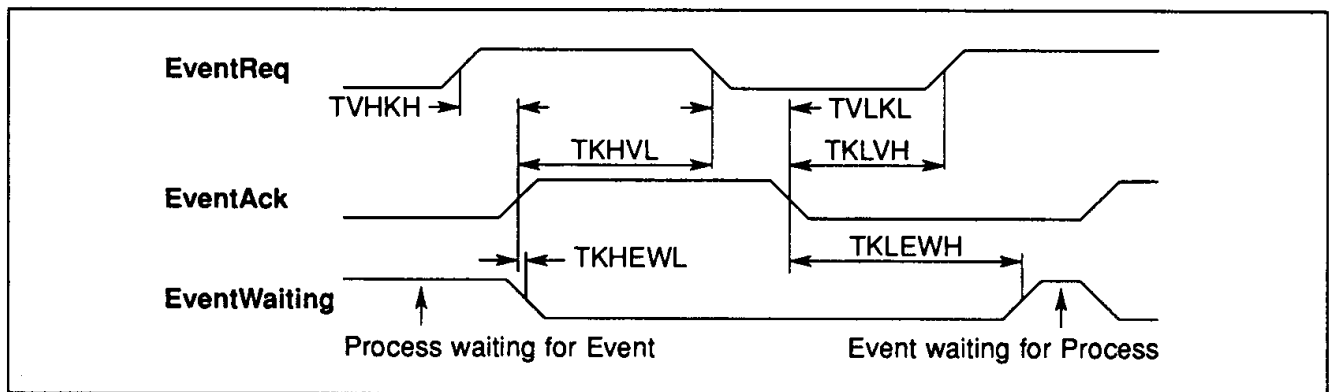 EventReq
TVHKH
TVLKL
TKHVL
TKLVH
EventAck
TKHEWL
TKLEWH
EventWaiting
Process waiting for Event
Event waiting for Process